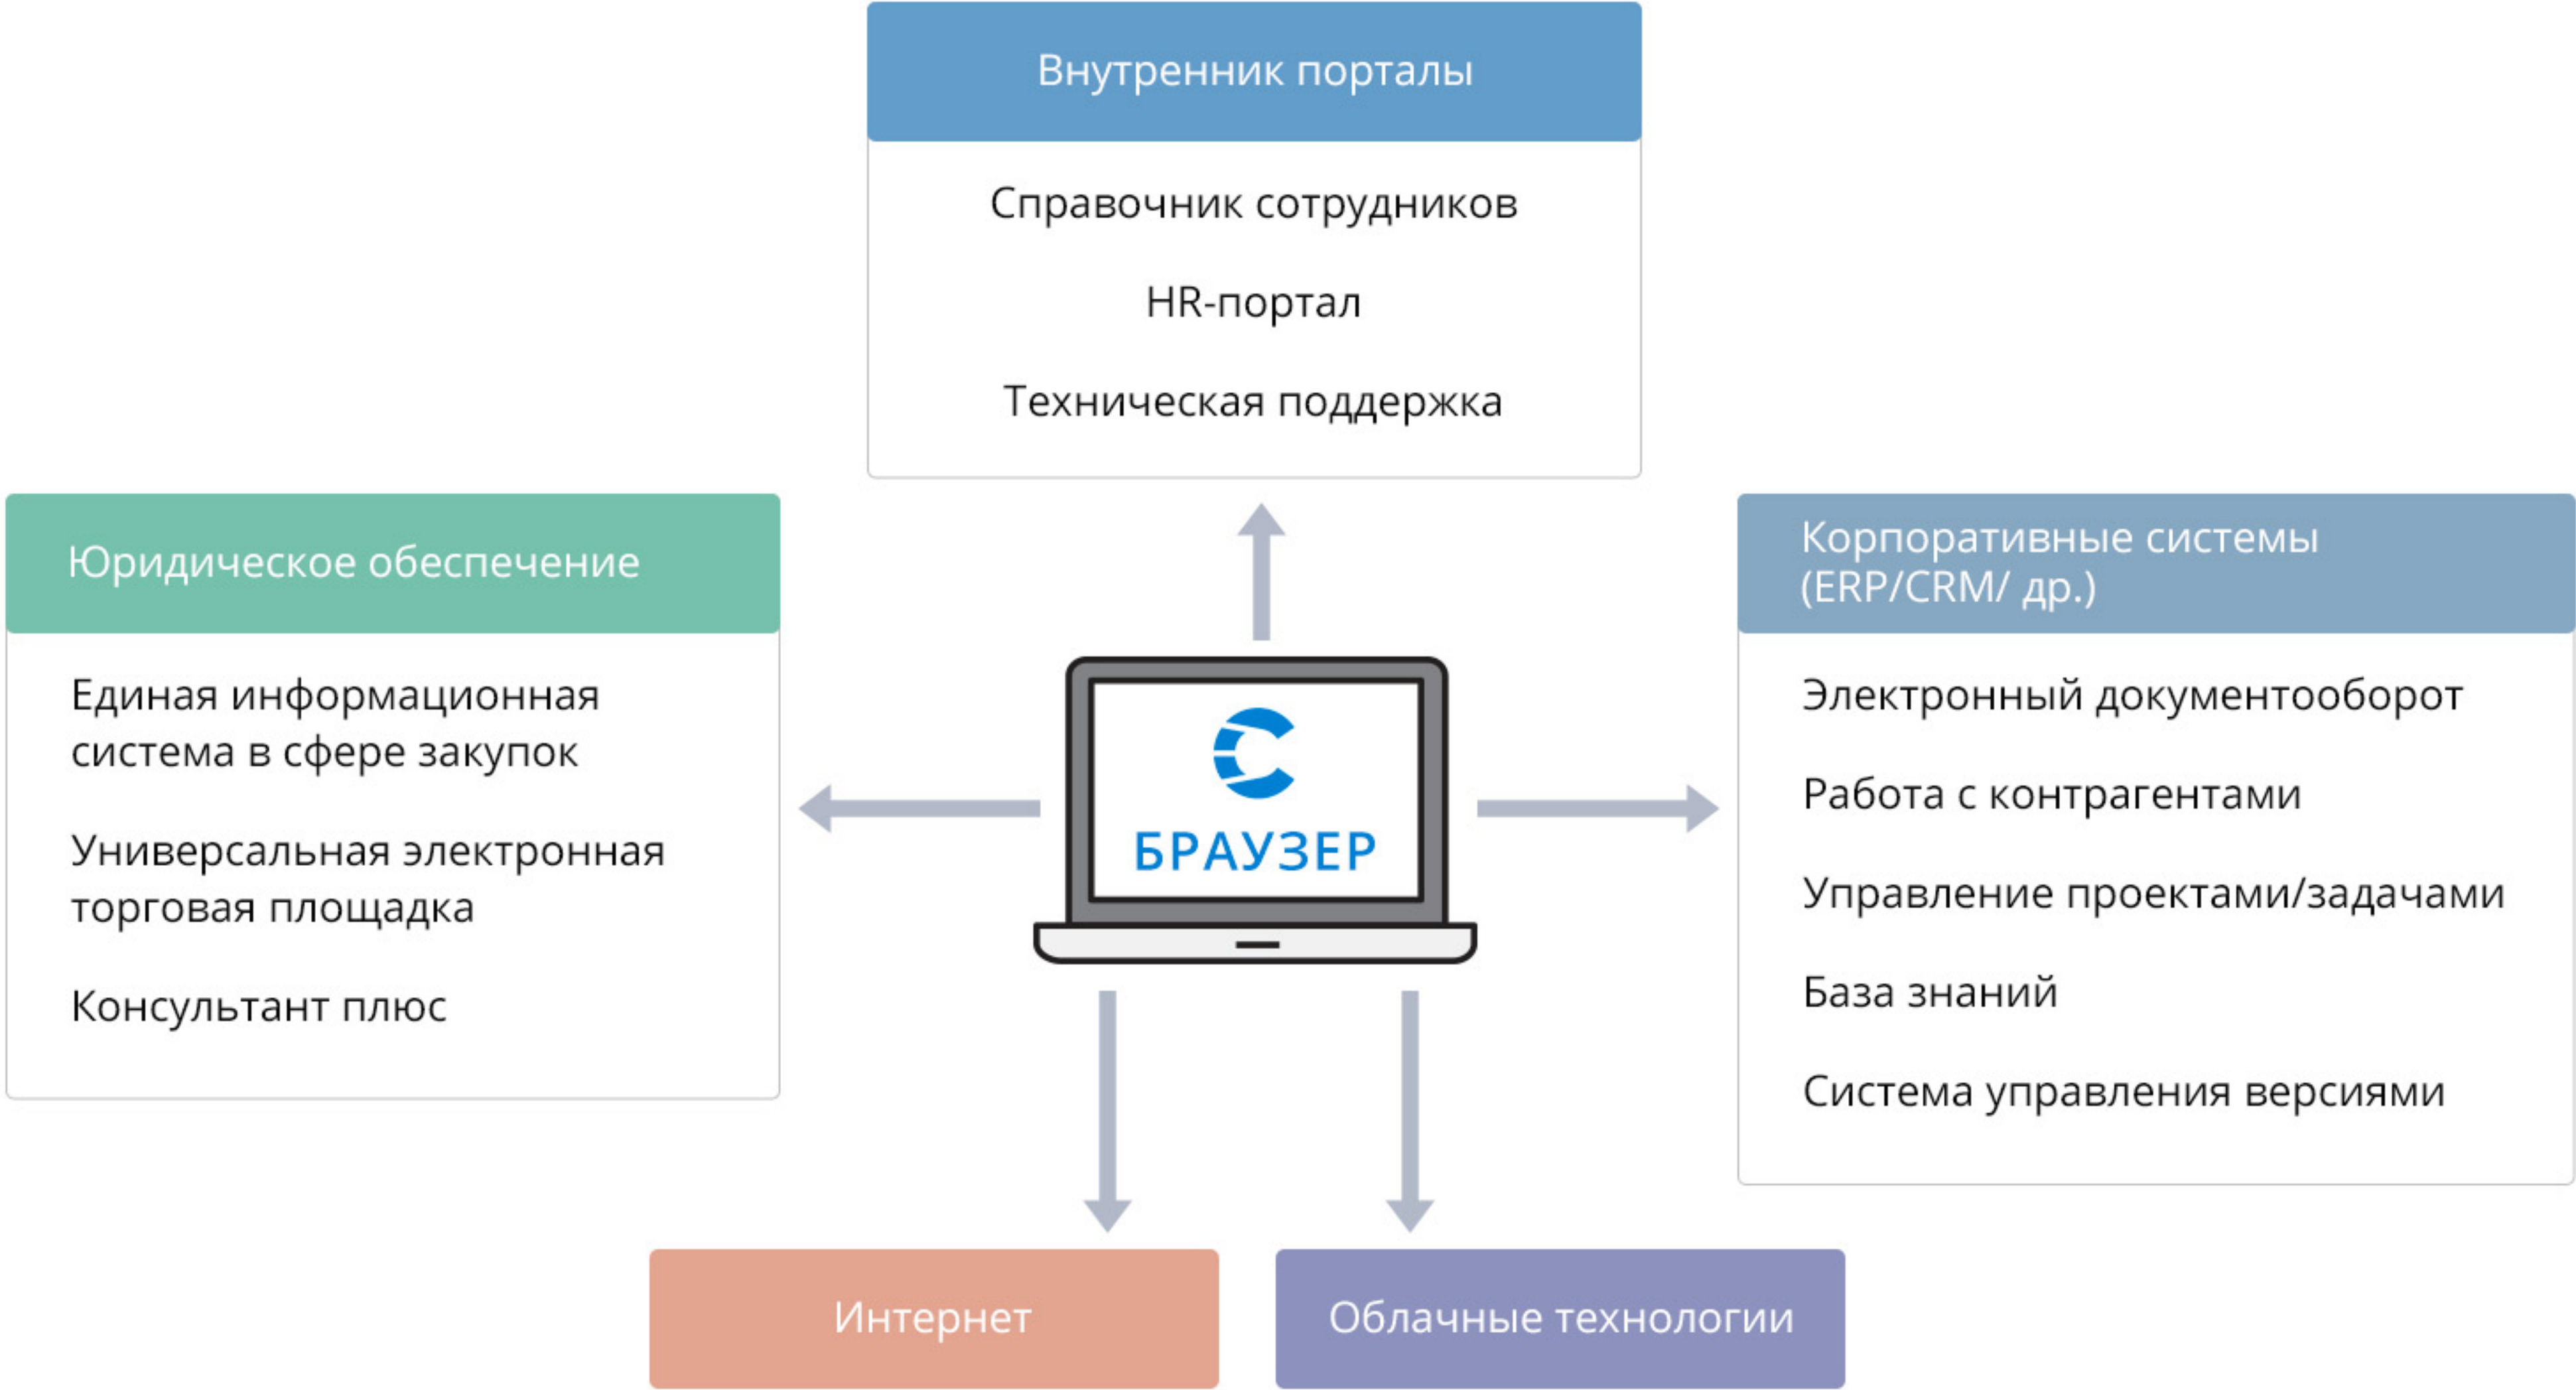 Внутренник порталы
Справочник сотрудников
HR-портал
Техническая поддержка
Юридическое обеспечение
Единая информационная
система в сфере закупок
Универсальная электронная
торговая площадка
Консультант плюс
БРАУЗЕР
Корпоративные системы
(ERP/CRM/ др.)
Электронный документооборот
Работа с контрагентами
Управление проектами/задачами
База знаний
Система управления версиями
Интернет
Облачные технологии